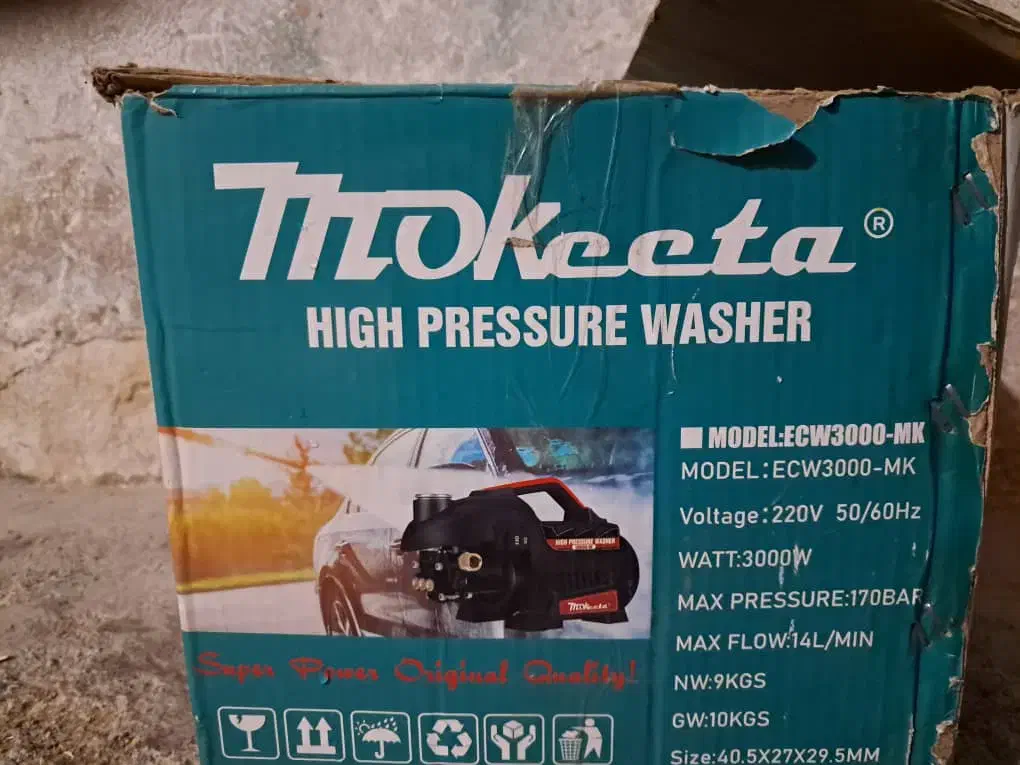 Mokeeta ®
HIGH PRESSURE WASHER
MODEL:ECW3000-MK
MODEL:ECW3000-MK
Voltage:220V 50/60Hz
WATT:3000W
MAX PRESSURE:170BAR
MAX FLOW:14L/MIN
NW:9KGS
GW:10KGS
Size:40.5X27X29.5MM
HIGH PRESSURE WASHER
Mokeeta
Super Power Original Quality!